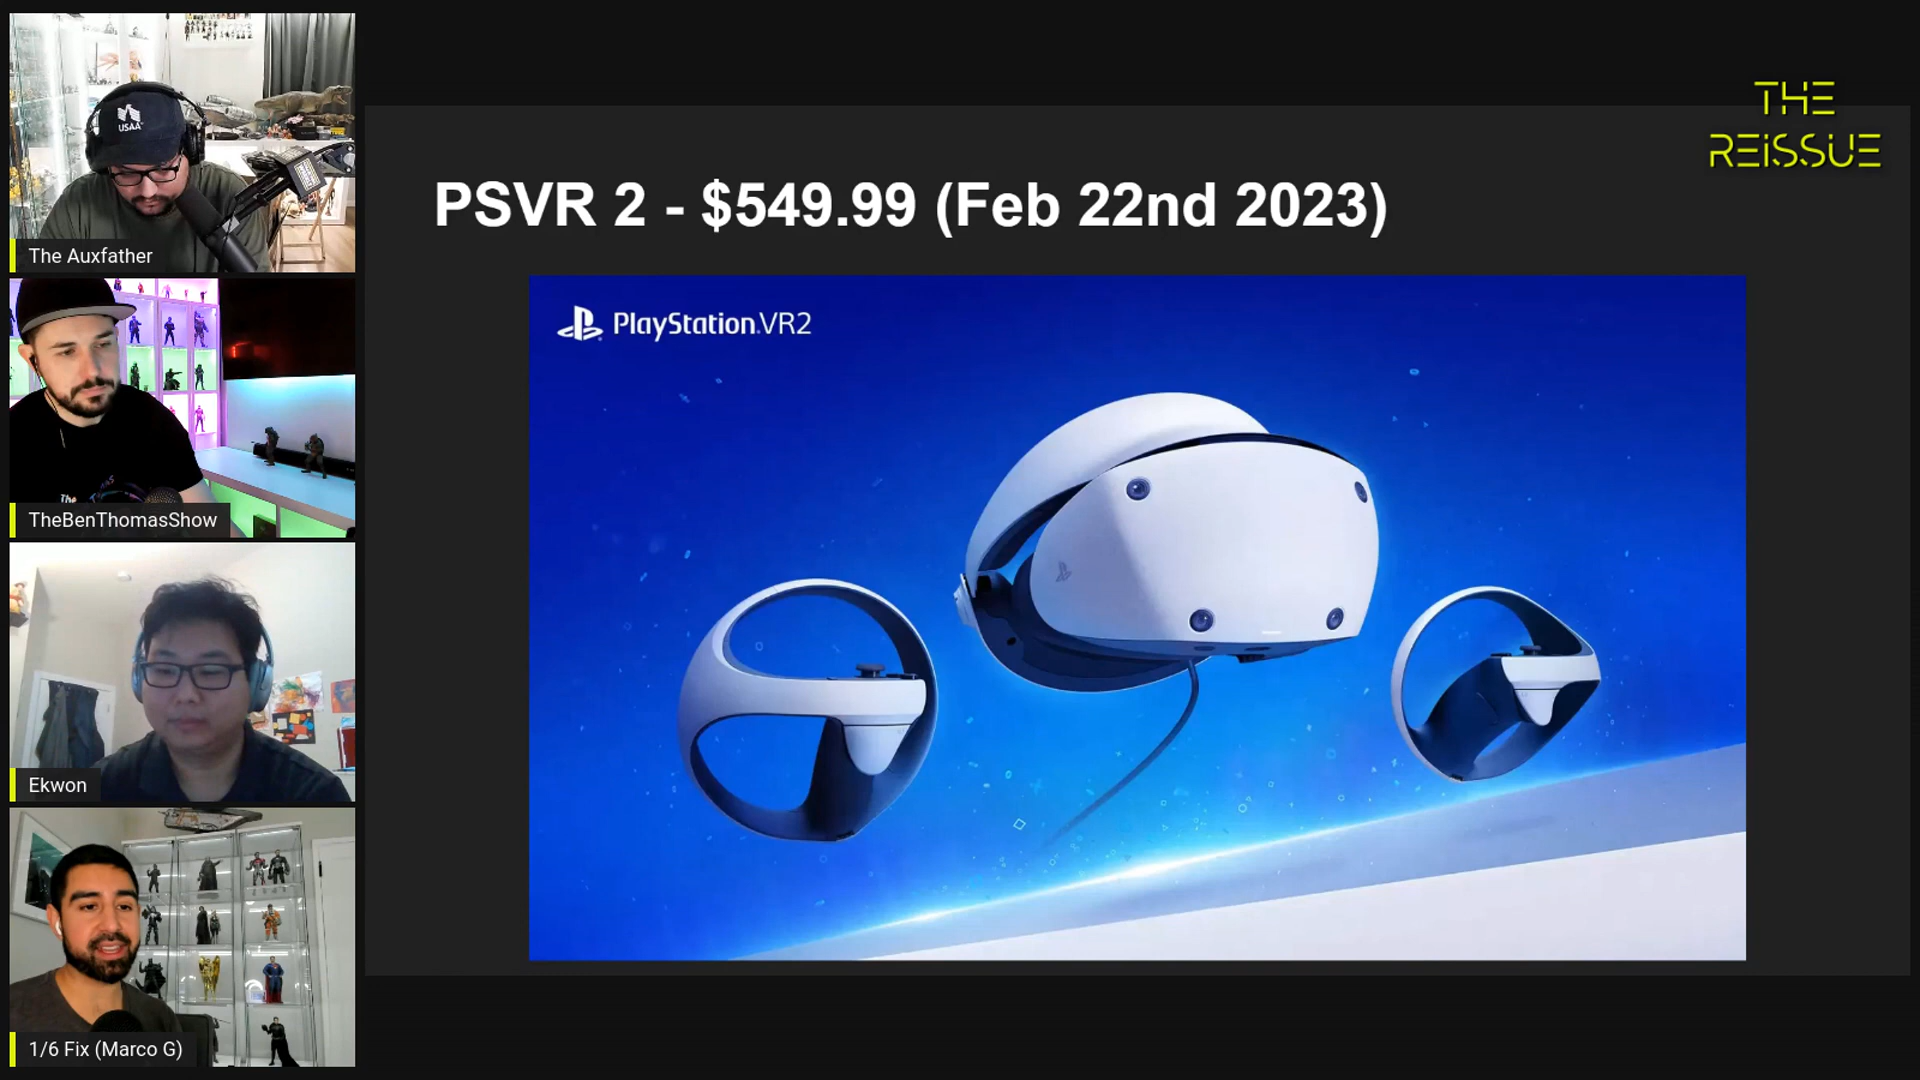 USAA
The Auxfather
The
TheBenThomasShow
Ekwon
1/6 Fix (Marco G)
THE
REISSUE
PSVR 2 - $549.99 (Feb 22nd 2023)
PlayStation.VR2